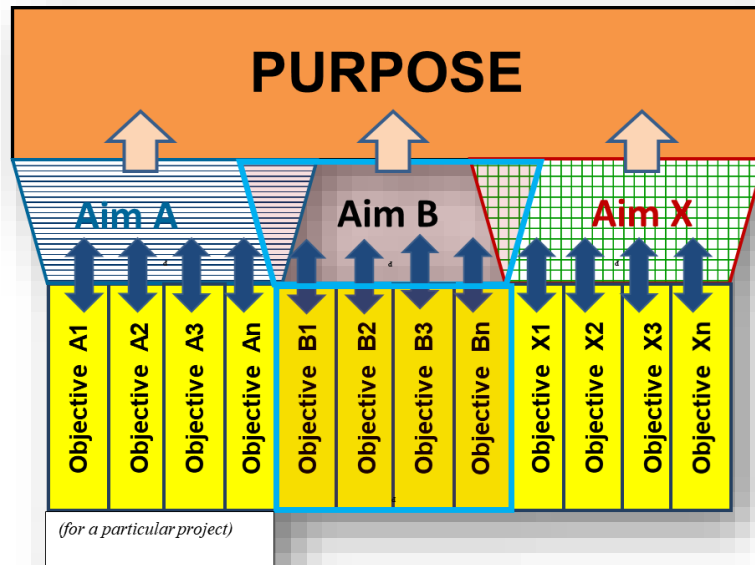 PURPOSE
Aim A
Aim B
Aim X
Objective A1
Objective A2
Objective A3
Objective An
Objective B1
Objective B2
Objective B3
Objective Bn
Objective X1
Objective X2
Objective X3
Objective Xn
(for a particular project)